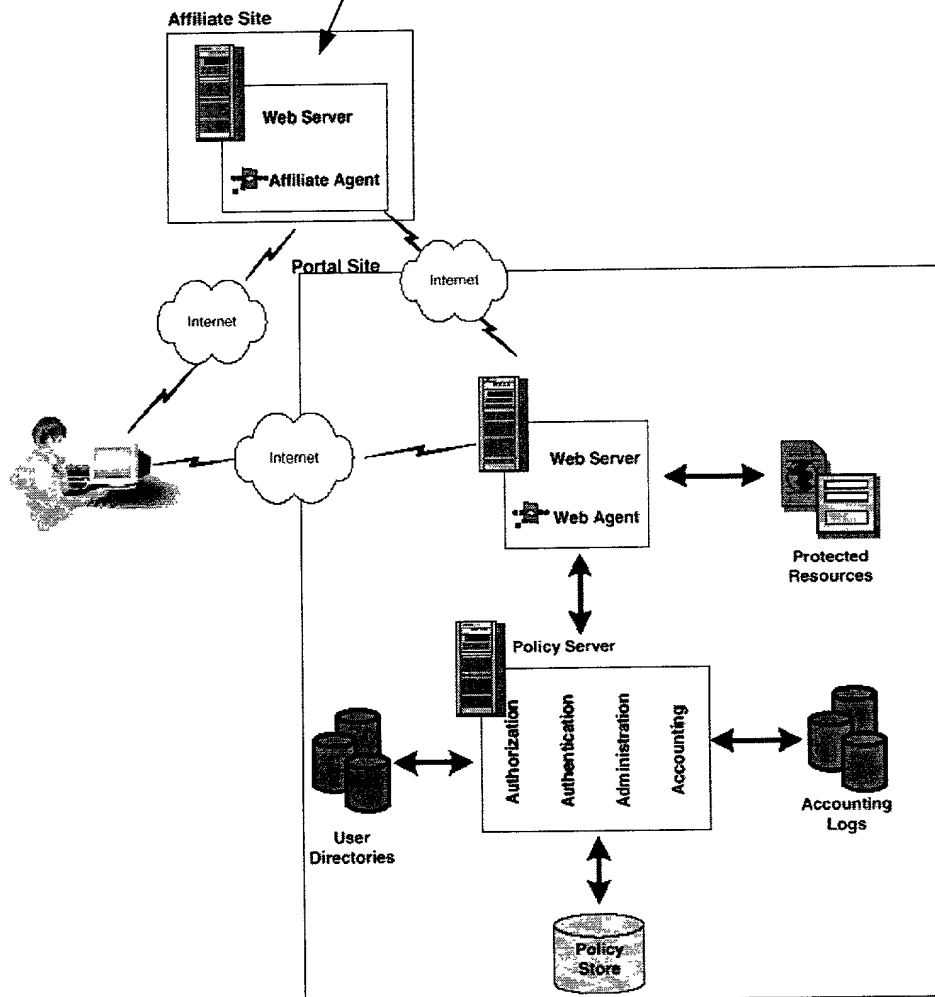 Affiliate Site
Web Server
Affiliate Agent
Portal Site
Internet
Internet
Internet
Web Server
Web Agent
Protected
Resources
Policy Server
Authorization
Authentication
Administration
Accounting
User
Directories
Accounting
Logs
Policy
Store